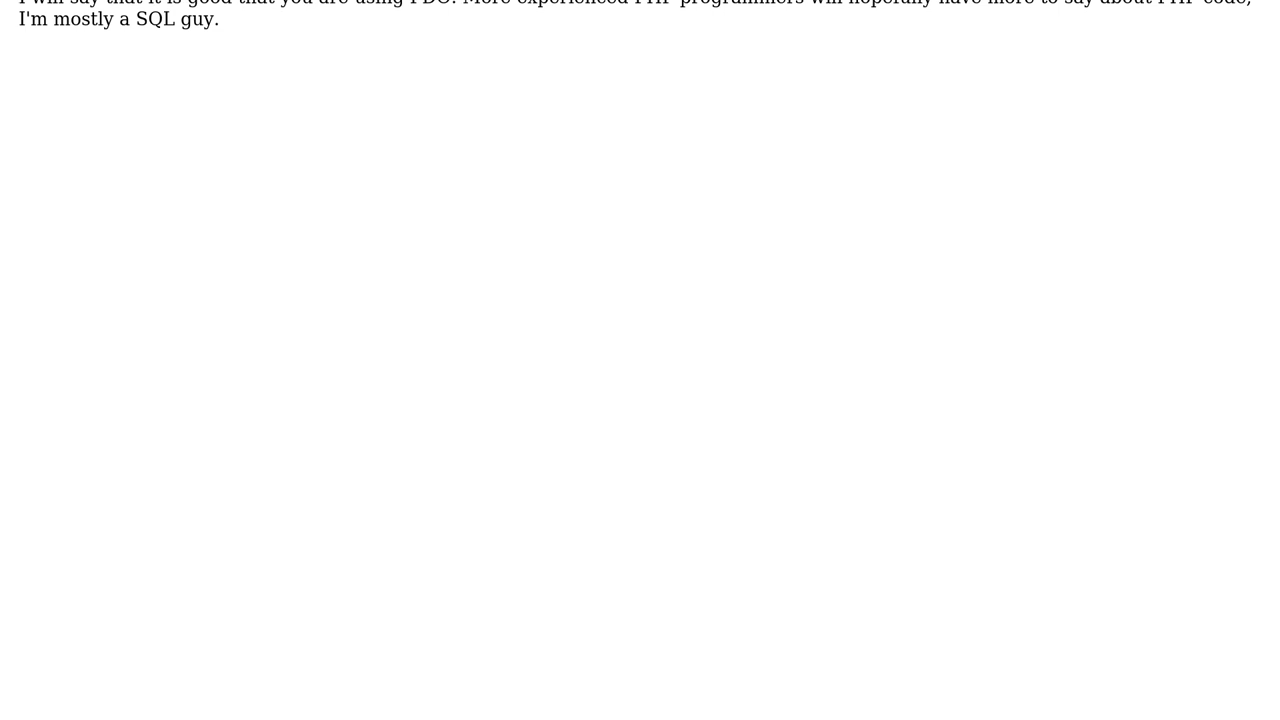 I will say that it is good that you are using PDO. More experienced PHP programmers will hopefully have more to say about PHP code,
I'm mostly a SQL guy.